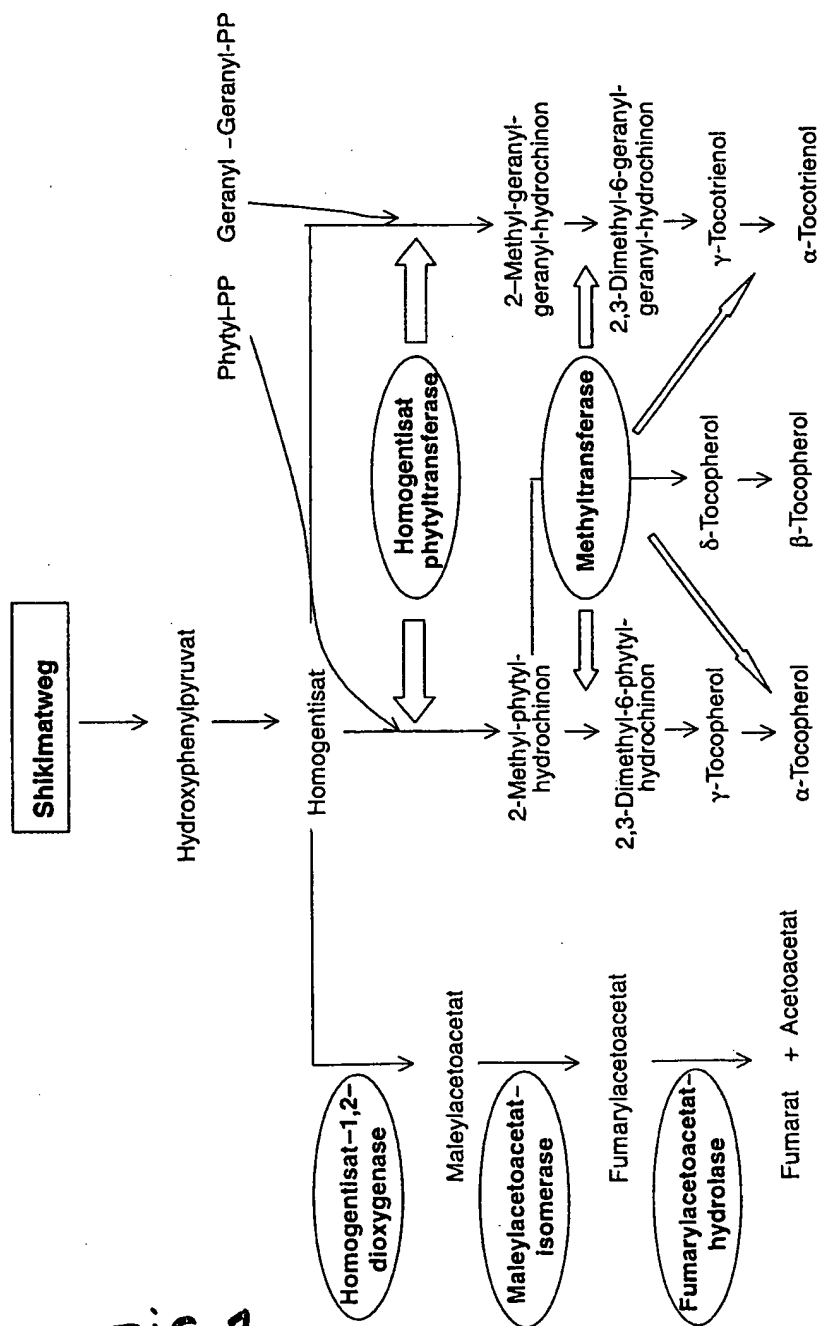 Shikimatweg
Hydroxyphenylpyruvat
Homogentisat
Phytyl-PP
Geranyl -Geranyl-PP
Homogentisat-1,2-
dioxygenase
Maleylacetoacetat
Maleylacetoacetat-
isomerase
Fumarylacetoacetat
Fumarylacetoacetat-
hydrolase
Fumarat + Acetoacetat
Homogentisat
phytyltransferase
2-Methyl-phytyl-
hydrochinon
2,3-Dimethyl-6-phytyl-
hydrochinon
γ-Tocopherol
α-Tocopherol
Methyltransferase
δ-Tocopherol
β-Tocopherol
2-Methyl-geranyl-
geranyl-hydrochinon
2,3-Dimethyl-6-geranyl-
geranyl-hydrochinon
γ-Tocotrienol
α-Tocotrienol